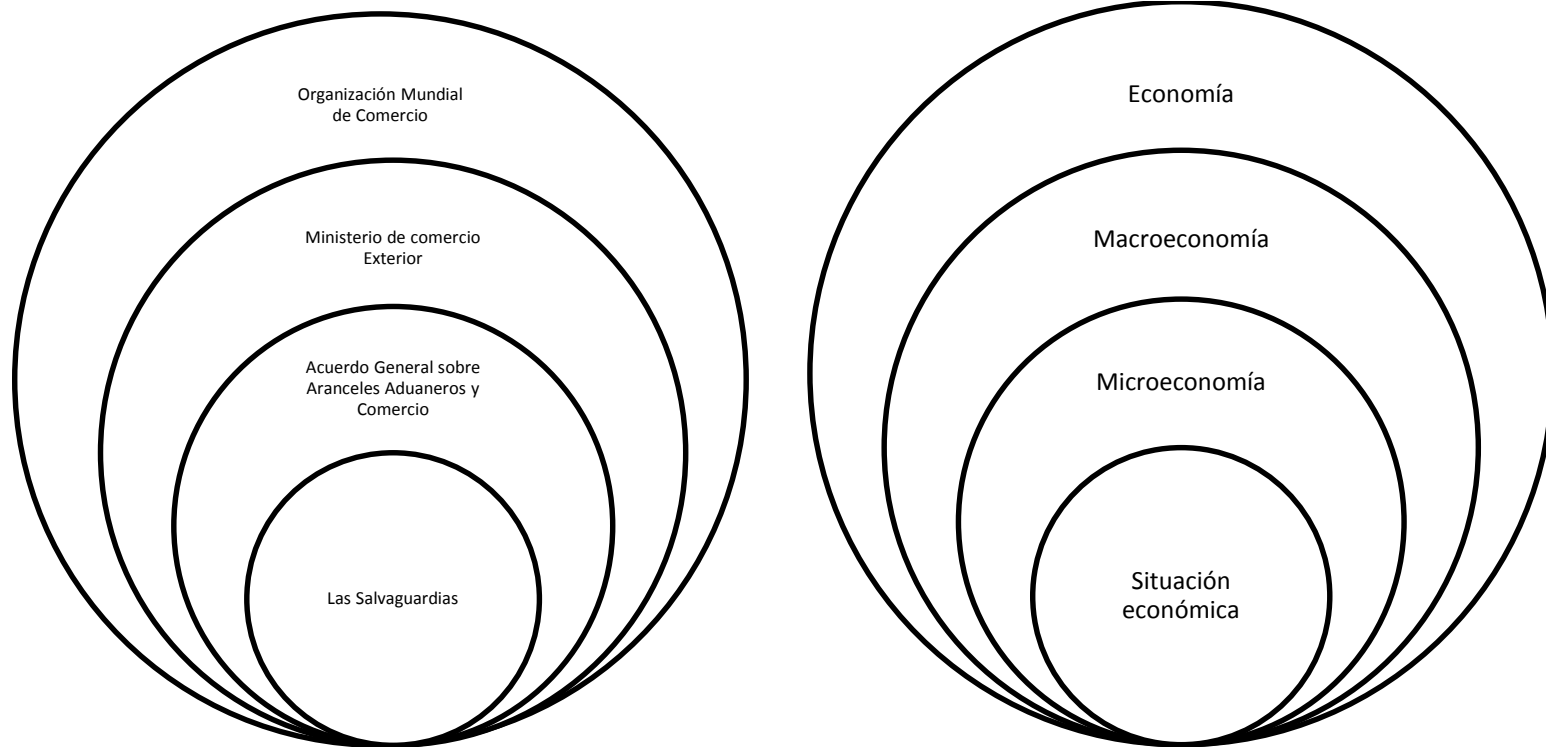 Organización Mundial
de Comercio
Ministerio de comercio
Exterior
Acuerdo General sobre
Aranceles Aduaneros y
Comercio
Las Salvaguardias
Economía
Macroeconomía
Microeconomía
Situación
económica